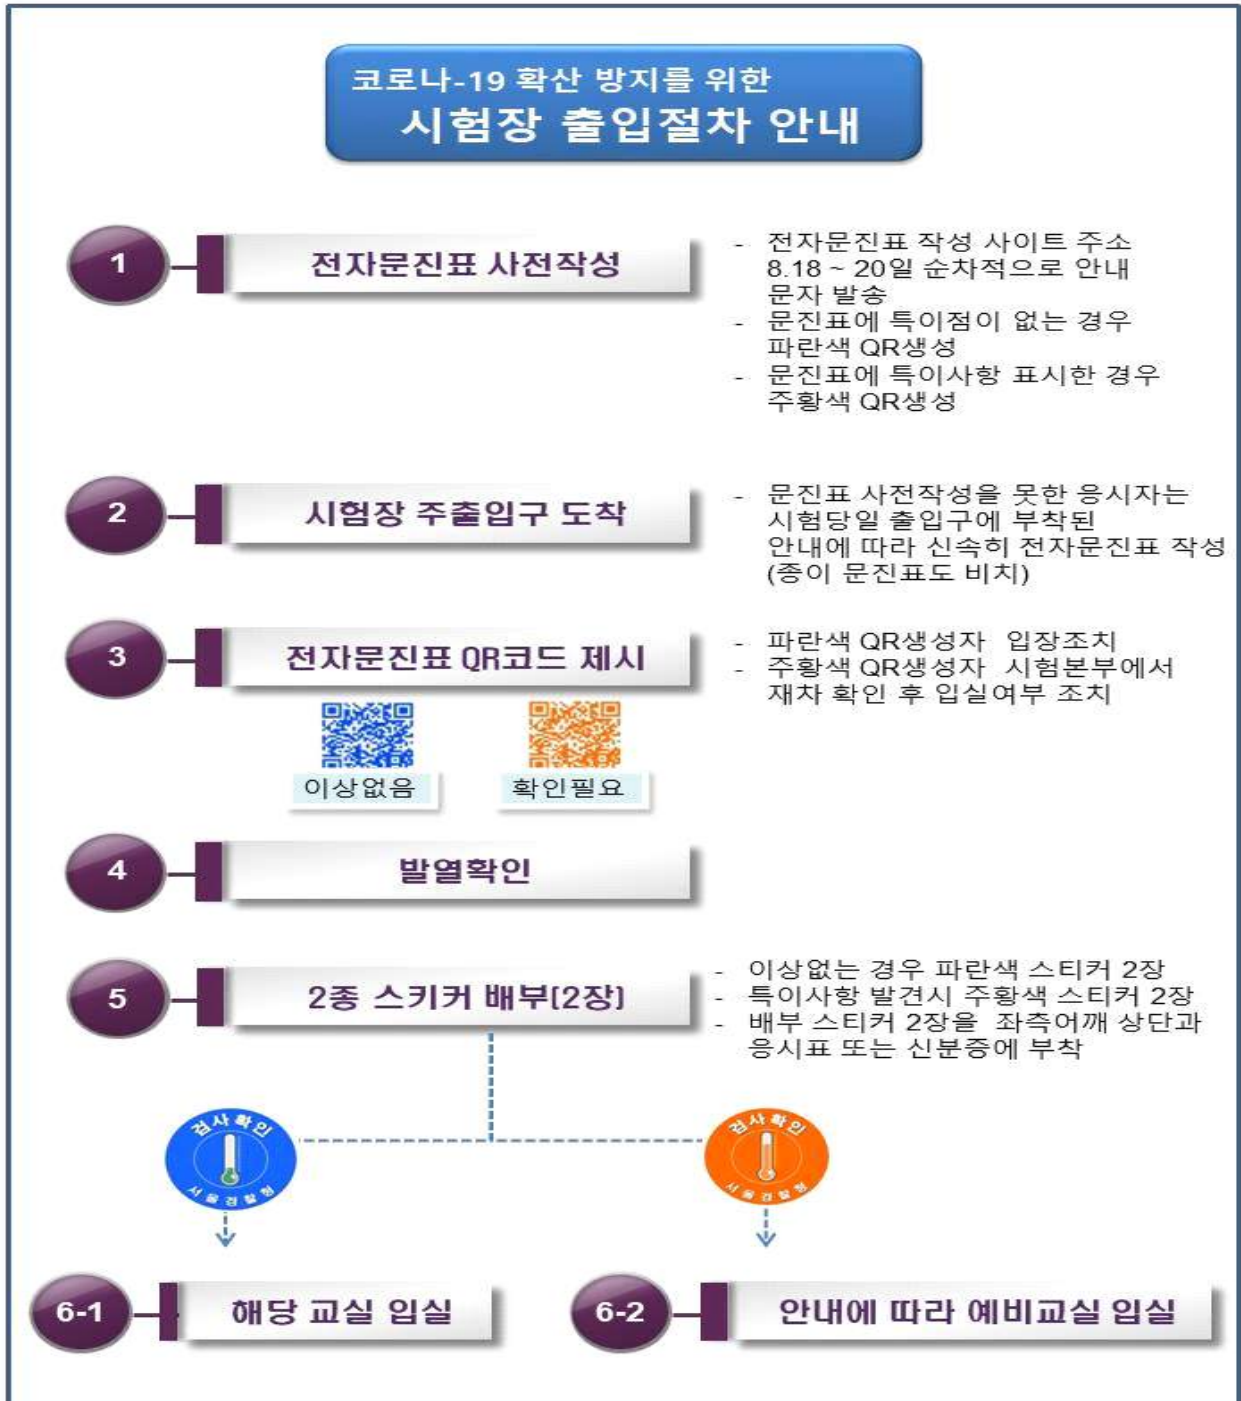 코로나-19 확산 방지를 위한
시험장 출입절차 안내
1
전자문진표 사전작성
- 전자문진표 작성 사이트 주소
8.18 ~ 20일 순차적으로 안내
문자 발송
- 문진표에 특이점이 없는 경우
파란색 QR생성
- 문진표에 특이사항 표시한 경우
주황색 QR생성
2
시험장 주출입구 도착
- 문진표 사전작성을 못한 응시자는
시험당일 출입구에 부착된
안내에 따라 신속히 전자문진표 작성
(종이 문진표도 비치)
3
전자문진표 QR코드 제시
- 파란색 QR생성자 입장조치
- 주황색 QR생성자 시험본부에서
재차 확인 후 입실여부 조치
이상없음
확인필요
4
발열확인
5
2종 스키커 배부(2장)
- 이상없는 경우 파란색 스티커 2장
- 특이사항 발견시 주황색 스티커 2장
- 배부 스티커 2장을 좌측어깨 상단과
응시표 또는 신분증에 부착
검사확인
서울경찰청
검사확인
서울경찰청
6-1
해당 교실 입실
6-2
안내에 따라 예비교실 입실